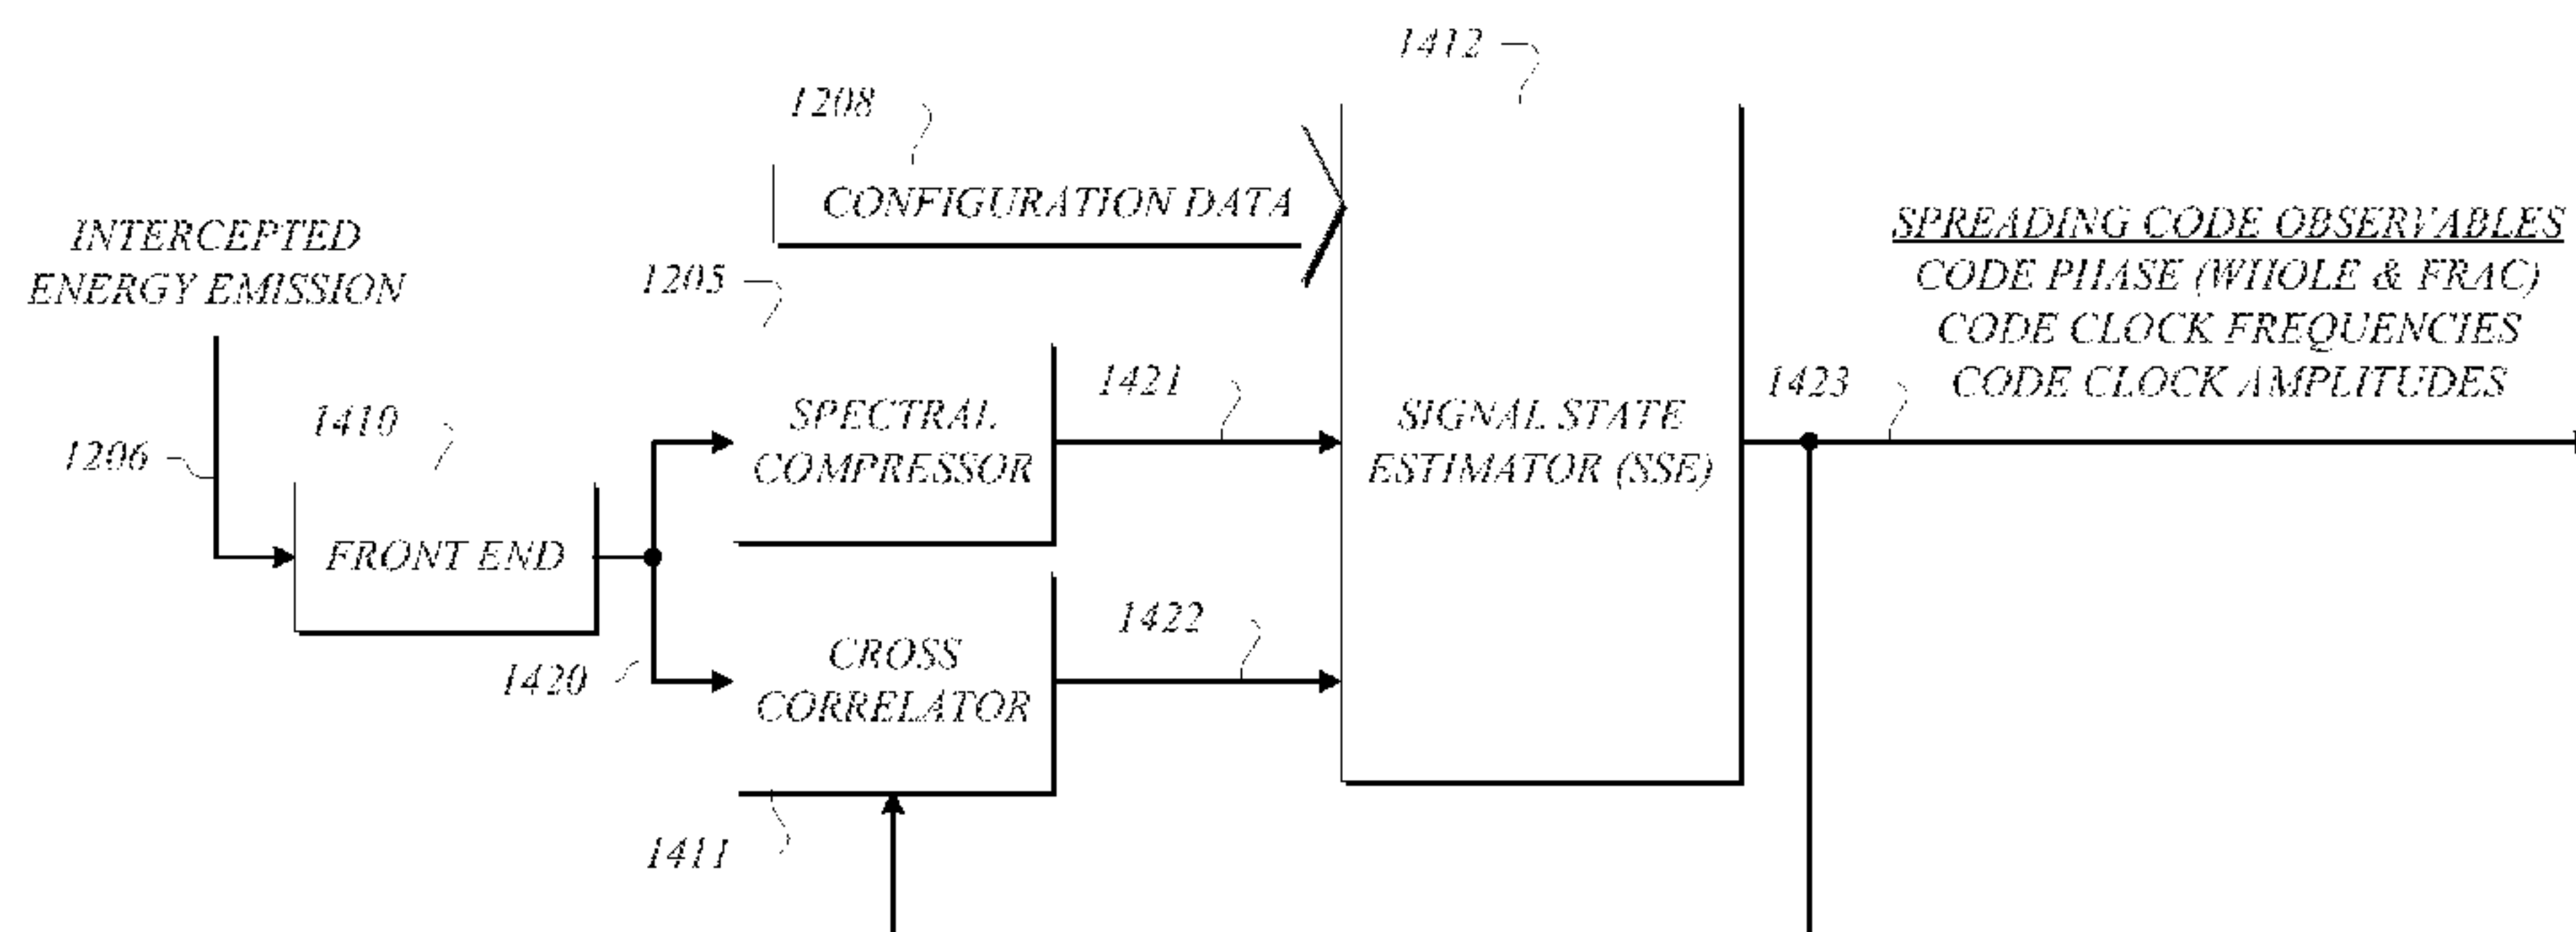 1412
1208
CONFIGURATION DATA
INTERCEPTED
ENERGY EMISSION
SPREADING CODE OBSERVABLES
CODE PHASE (WHOLE & FRAC)
CODE CLOCK FREQUENCIES
CODE CLOCK AMPLITUDES
1205
1421
1423
1410
SPECTRAL
COMPRESSOR
SIGNAL STATE
ESTIMATOR (SSE)
1206
FRONT END
1422
1420
CROSS
CORRELATOR
1411